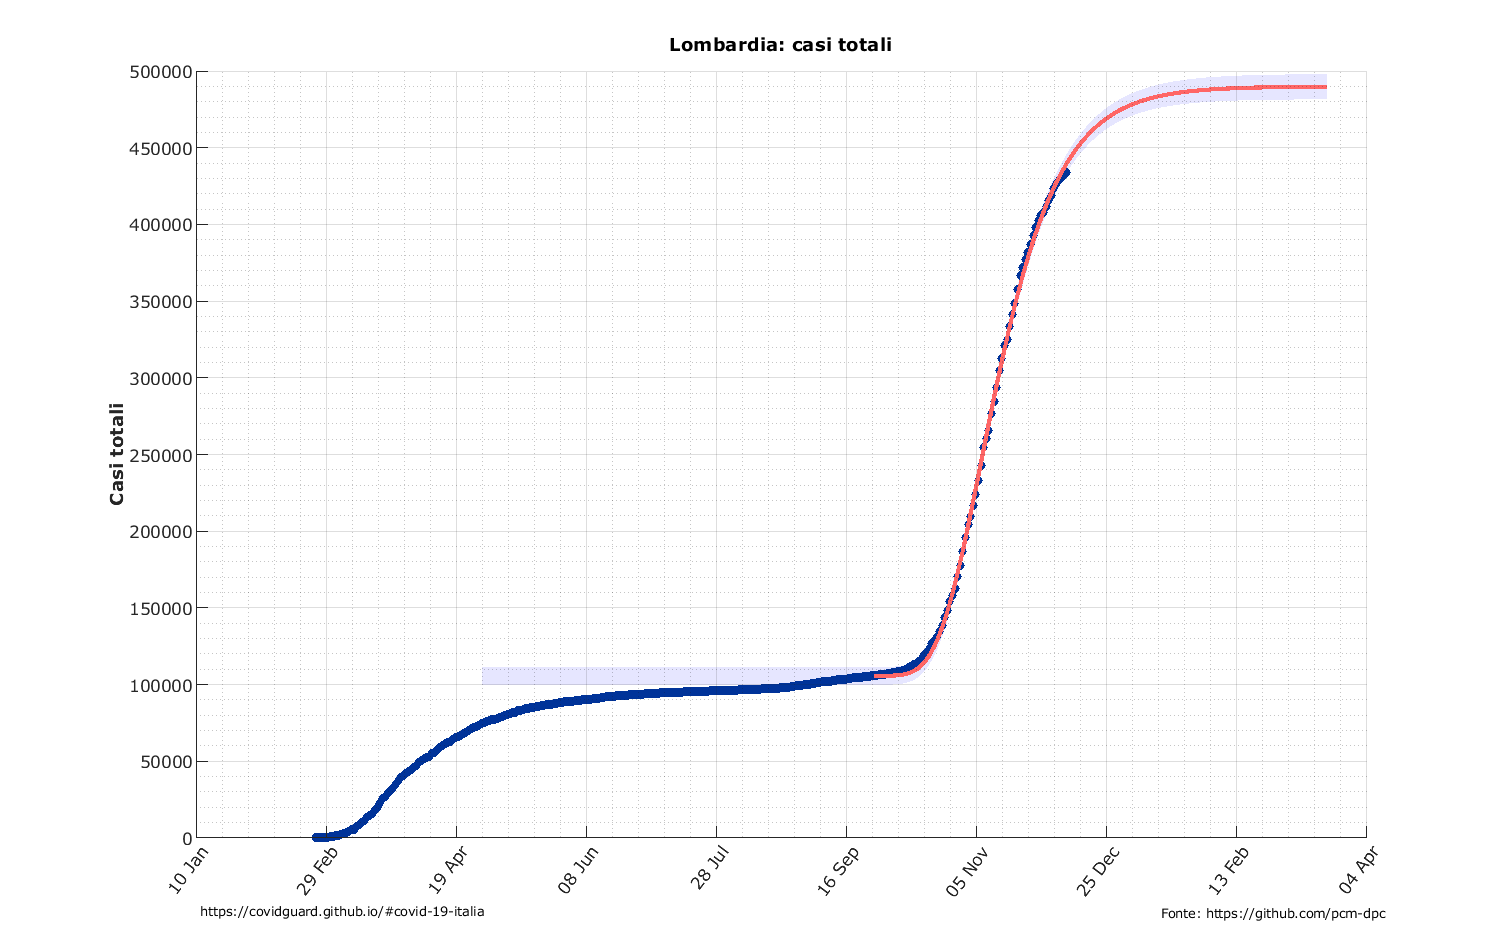 Lombardia: casi totali
500000
450000
400000
350000
300000
250000
200000
150000
100000
50000
0
Casi totali
10 Jan
29 Feb
19 Apr
08 Jun
28 Jul
16 Sep
05 Nov
25 Dec
13 Feb
04 Apr
https://covidguard.github.io/#covid-19-italia
Fonte: https://github.com/pcm-dpc